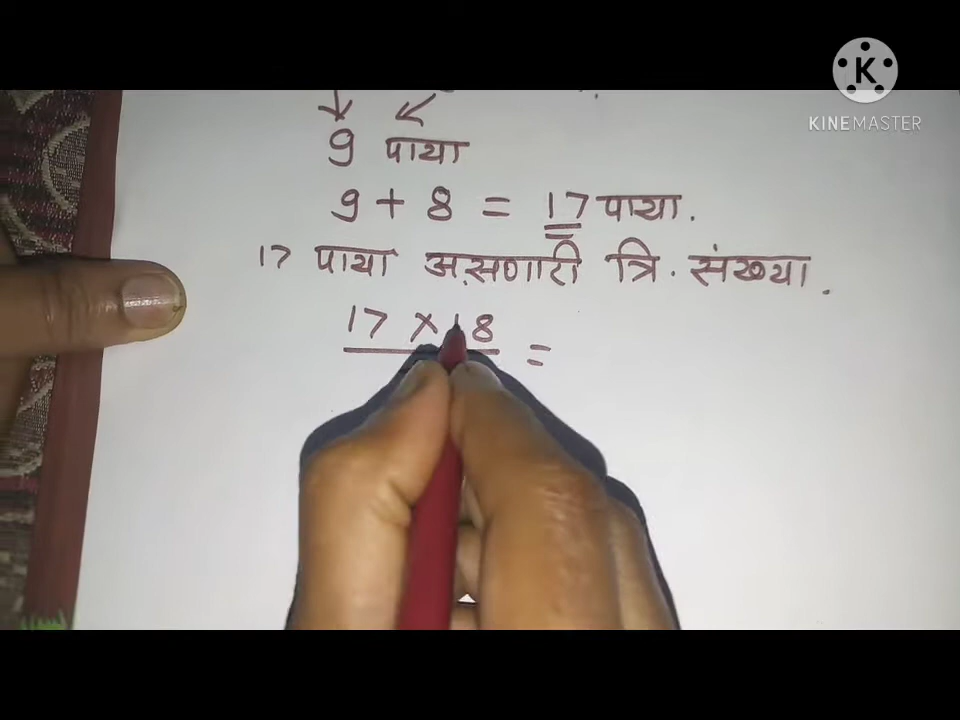 K
KINEMASTER
9 पाया
9 + 8 = 17 पाया.
17 पाया असणारी त्रि. संख्या.
17 × 18 =